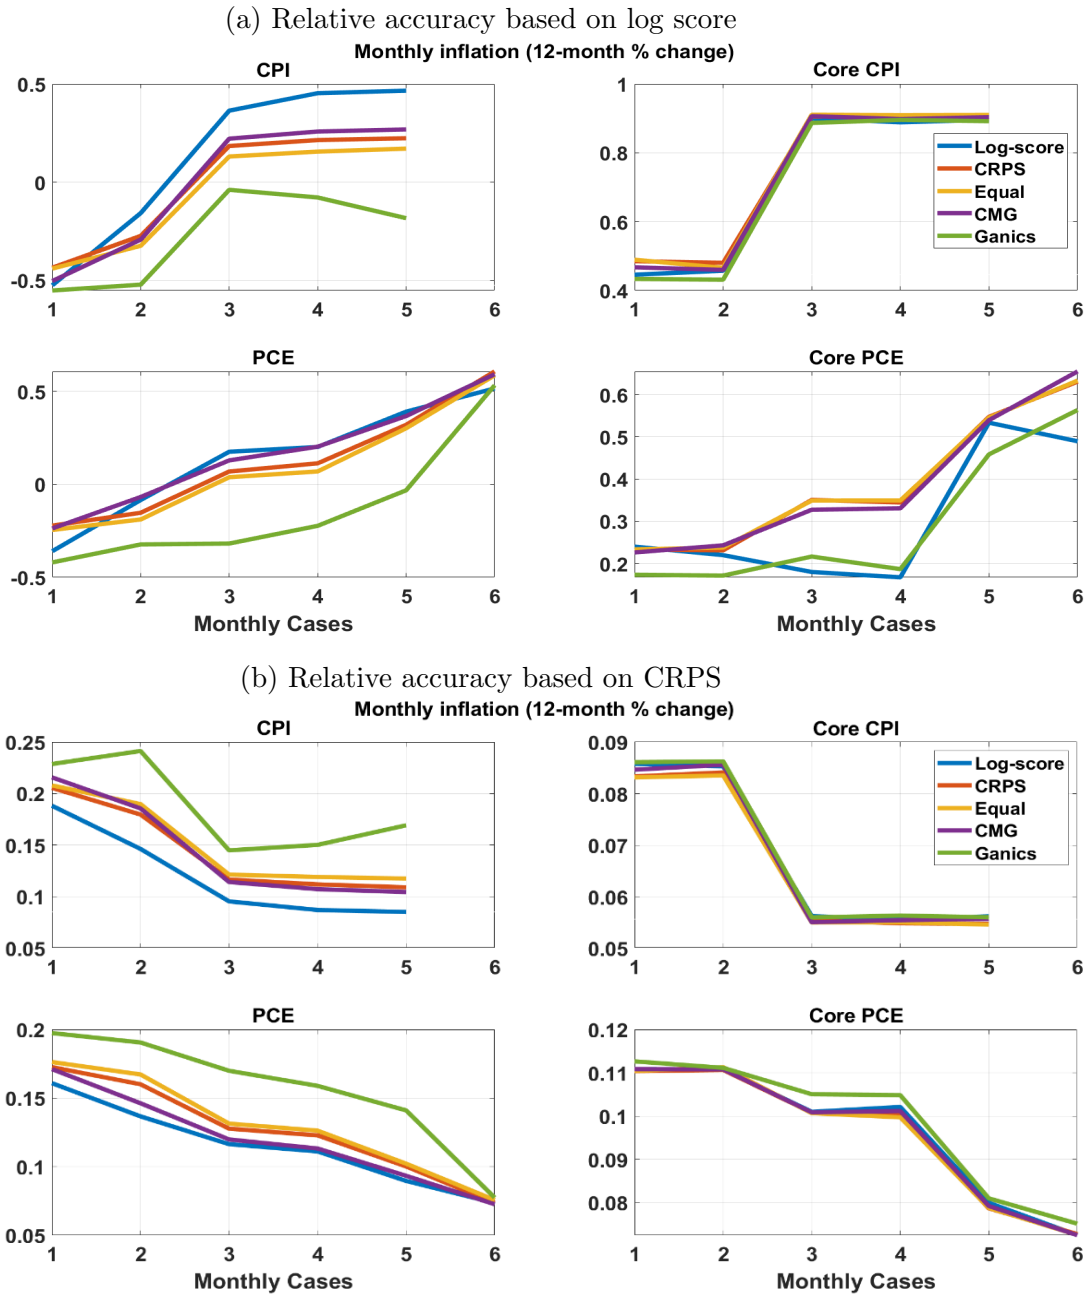 (a) Relative accuracy based on log score
Monthly inflation (12-month % change)
CPI
0.5
0
-0.5
1 2 3 4 5 6
Core CPI
1
0.8
0.6
0.4
1 2 3 4 5 6
Log-score
CRPS
Equal
CMG
Ganics
PCE
0.5
0
-0.5
1 2 3 4 5 6
Monthly Cases
Core PCE
0.6
0.5
0.4
0.3
0.2
1 2 3 4 5 6
Monthly Cases
(b) Relative accuracy based on CRPS
Monthly inflation (12-month % change)
CPI
0.25
0.2
0.15
0.1
0.05
1 2 3 4 5 6
Core CPI
0.09
0.08
0.07
0.06
0.05
1 2 3 4 5 6
Log-score
CRPS
Equal
CMG
Ganics
PCE
0.2
0.15
0.1
0.05
1 2 3 4 5 6
Monthly Cases
Core PCE
0.12
0.11
0.1
0.09
0.08
1 2 3 4 5 6
Monthly Cases